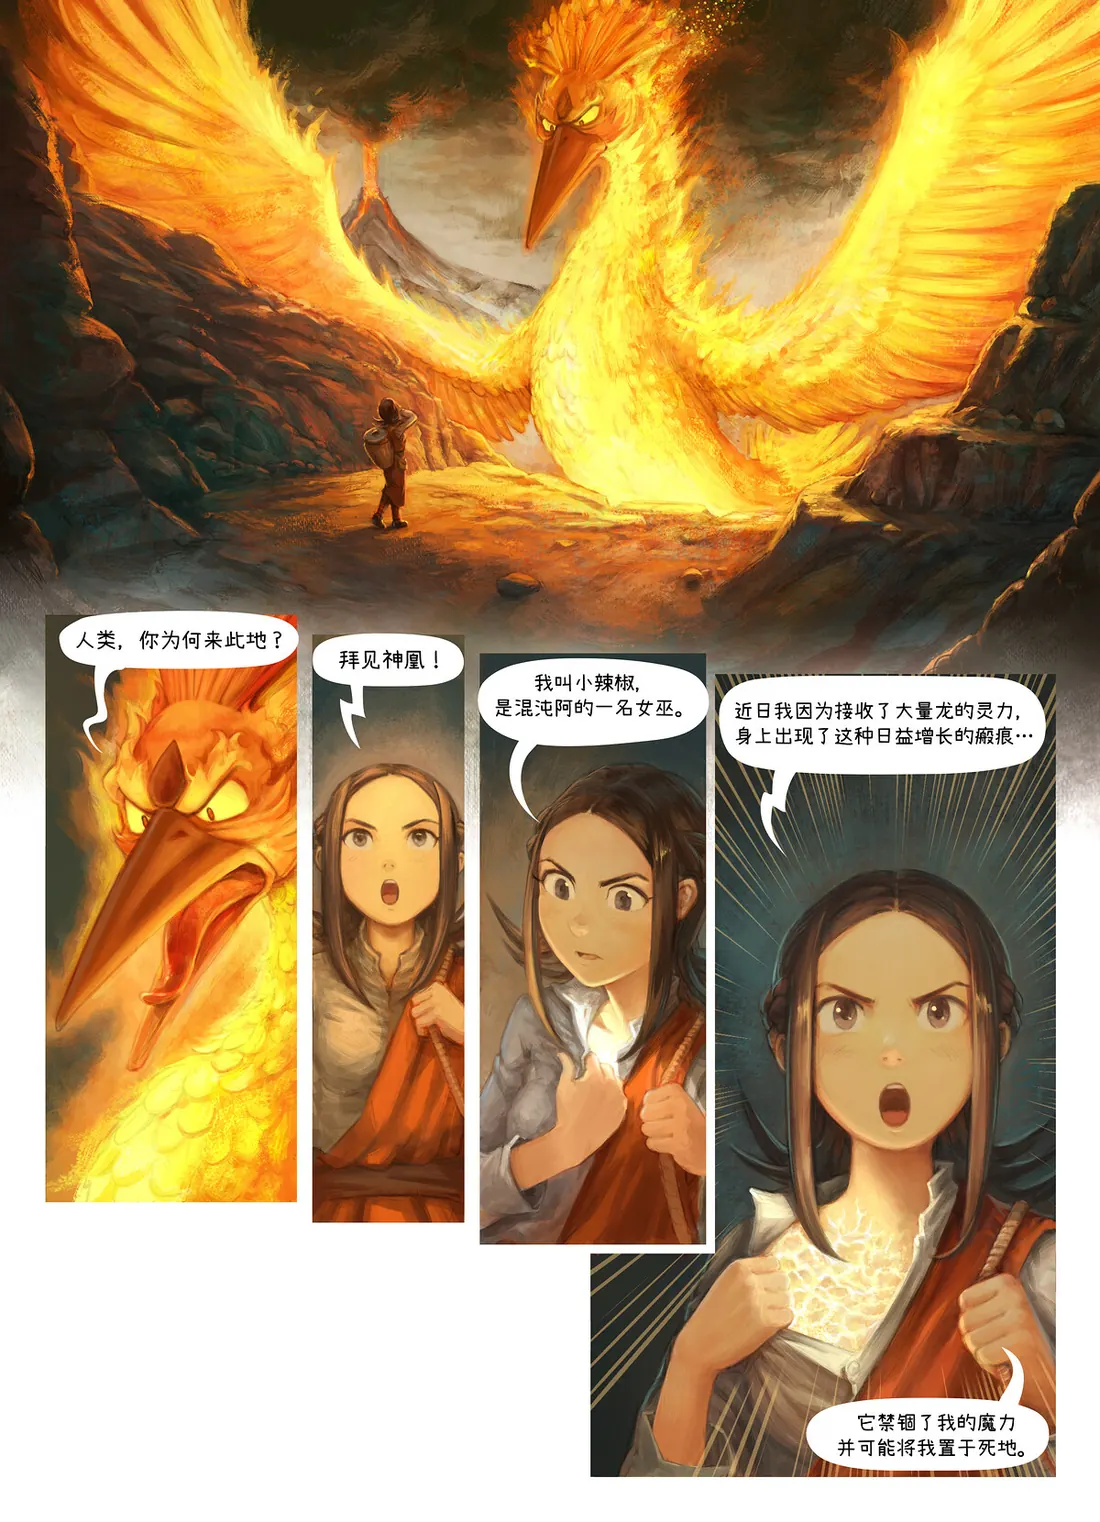 人类，你为何来此地？
拜见神凰！
我叫小辣椒，
是混沌阿的一名女巫。
近日我因为接收了大量龙的灵力，
身上出现了这种日益增长的瘢痕…
它禁锢了我的魔力
并可能将我置于死地。